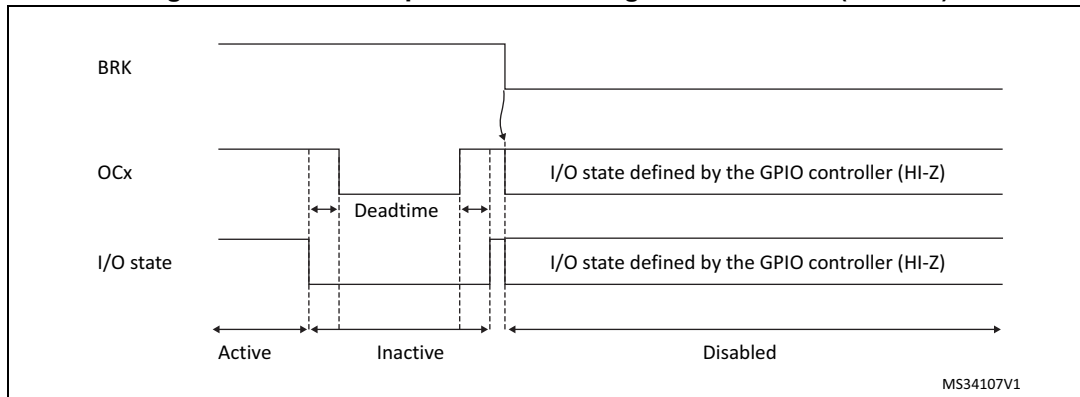 BRK
OCx
I/O state defined by the GPIO controller (HI-Z)
Deadtime
I/O state
I/O state defined by the GPIO controller (HI-Z)
Active
Inactive
Disabled
MS34107V1